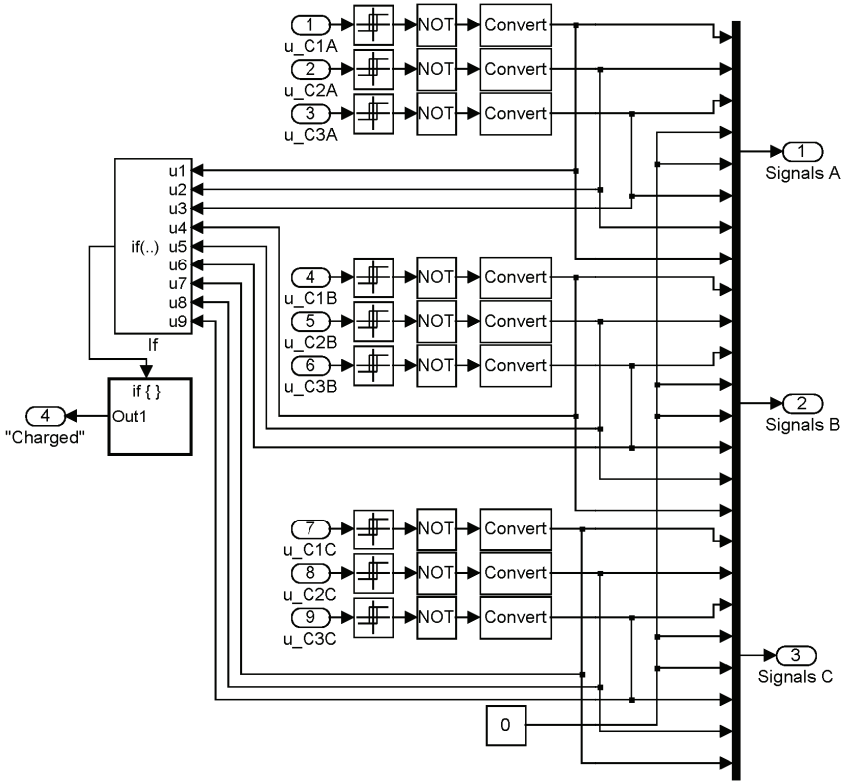 1 NOT Convert
u_C1A
2 NOT Convert
u_C2A
3 NOT Convert
u_C3A
1
Signals A
u1
u2
u3
u4
if(..) u5
u6
u7
u8
u9
If
4 NOT Convert
u_C1B
5 NOT Convert
u_C2B
6 NOT Convert
u_C3B
if { }
4 Out1
"Charged"
2
Signals B
7 NOT Convert
u_C1C
8 NOT Convert
u_C2C
9 NOT Convert
u_C3C
3
Signals C
0